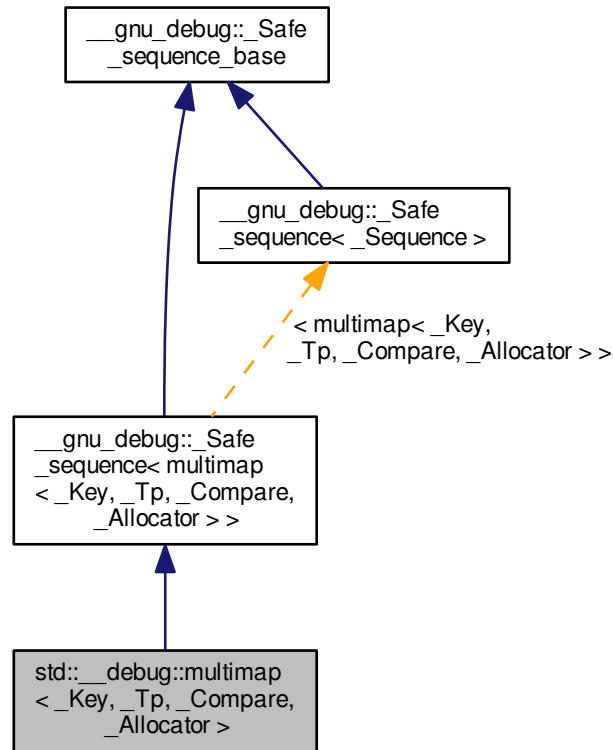 __gnu_debug::_Safe
_sequence_base
__gnu_debug::_Safe
_sequence< _Sequence >
< multimap< _Key,
_Tp, _Compare, _Allocator > >
__gnu_debug::_Safe
_sequence< multimap
< _Key, _Tp, _Compare,
_Allocator > >
std::__debug::multimap
< _Key, _Tp, _Compare,
_Allocator >